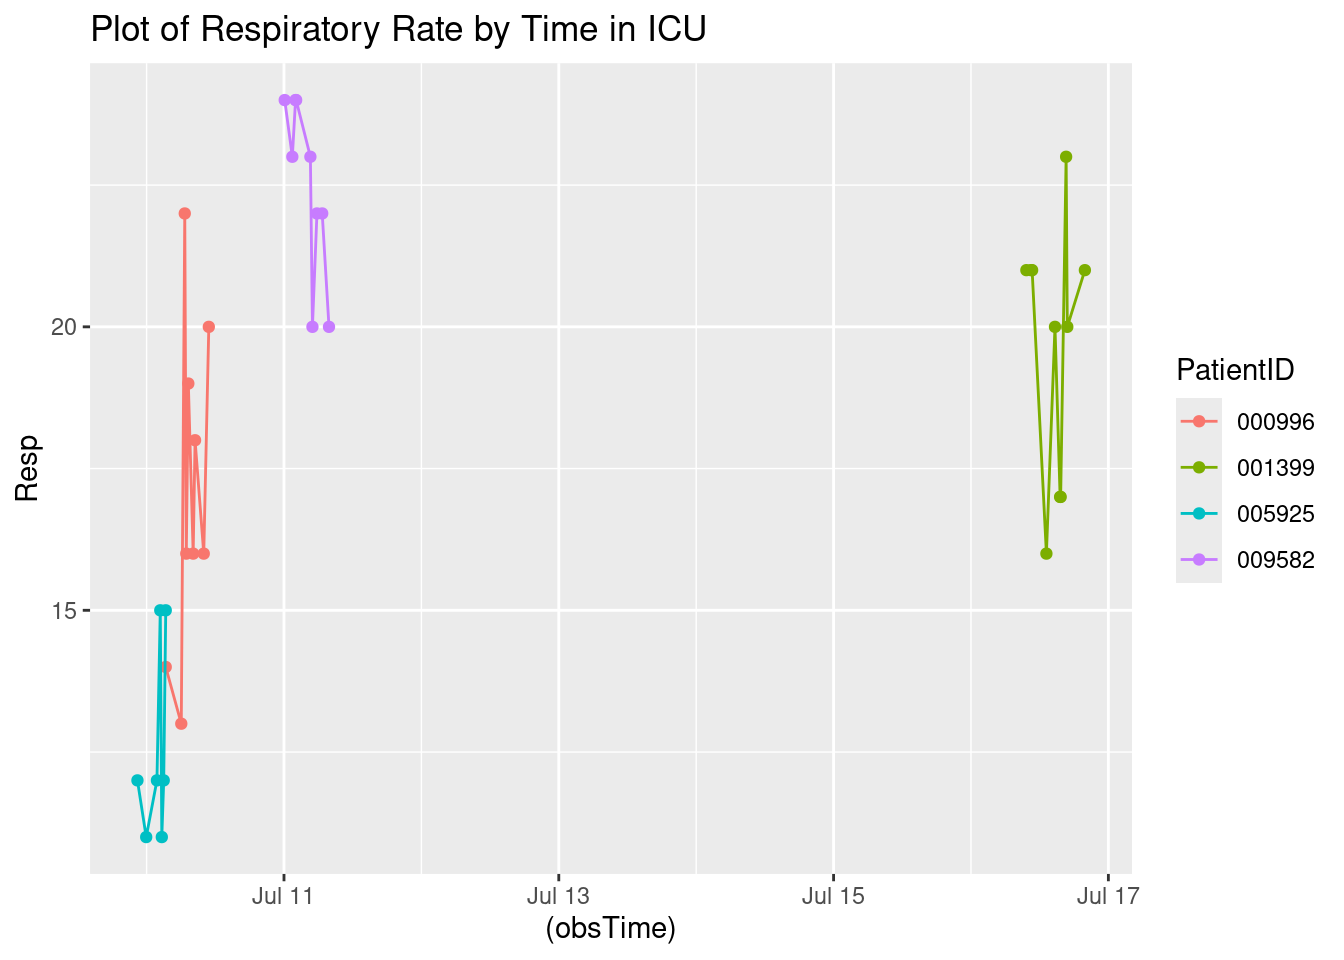 Plot of Respiratory Rate by Time in ICU
Resp
20
15
Jul 11
Jul 13
Jul 15
Jul 17
(obsTime)
PatientID
000996
001399
005925
009582